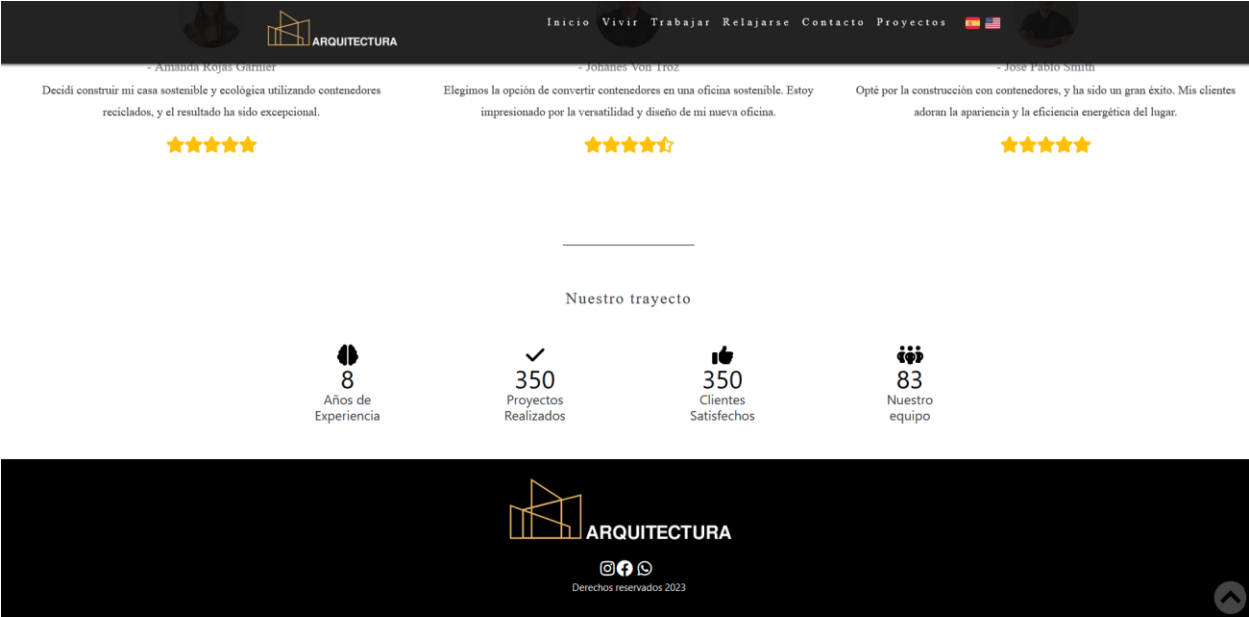 ARQUITECTURA
Inicio Vivir Trabajar Relajarse Contacto Proyectos
- Amanda Rojas Garnier
Decidí construir mi casa sostenible y ecológica utilizando contenedores
reciclados, y el resultado ha sido excepcional.
- Johanes Von Troz
Elegimos la opción de convertir contenedores en una oficina sostenible. Estoy
impresionado por la versatilidad y diseño de mi nueva oficina.
- Jose Pablo Smith
Opté por la construcción con contenedores, y ha sido un gran éxito. Mis clientes
adoran la apariencia y la eficiencia energética del lugar.
Nuestro trayecto
8
Años de
Experiencia
350
Proyectos
Realizados
350
Clientes
Satisfechos
83
Nuestro
equipo
ARQUITECTURA
Derechos reservados 2023